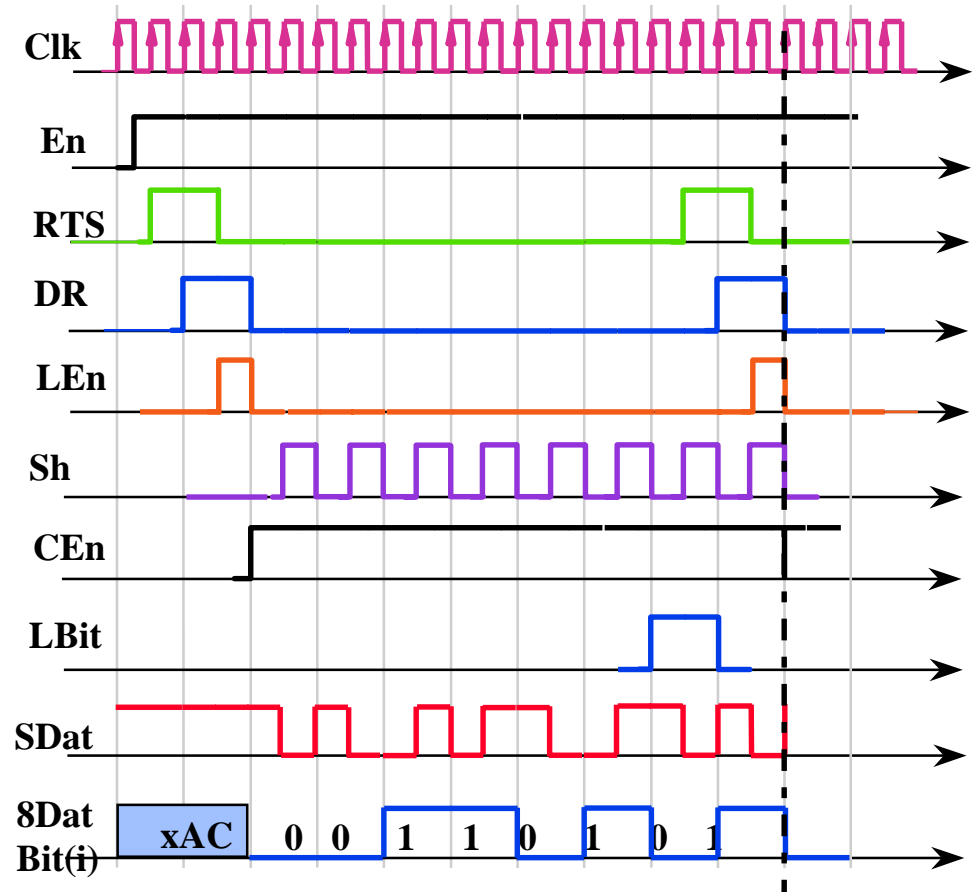 Clk
En
RTS
DR
LEn
Sh
CEn
LBit
SDat
8Dat
xAC 0 0 1 1 0 1 0 1
Bit(i)